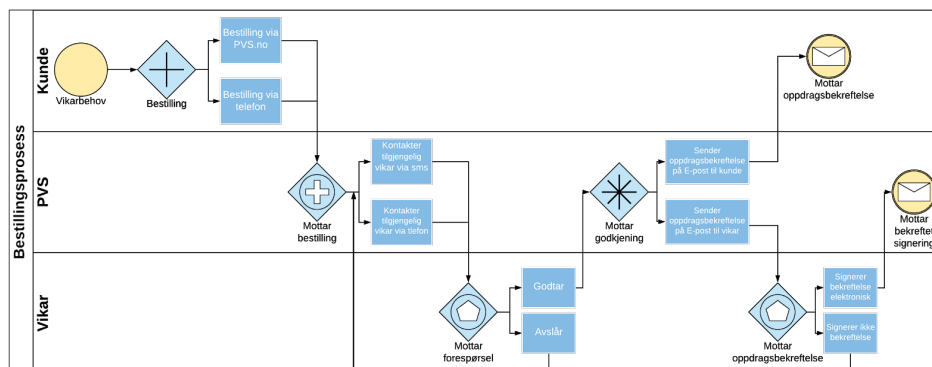 Bestillingsprosess
Kunde
Vikarbehov
Bestilling
Bestilling via
PVS.no
Bestilling via
telefon
Mottar
oppdragsbekreftelse
PVS
Mottar
bestilling
Kontakter
tilgjengelig
vikar via sms
Kontakter
tilgjengelig
vikar via tlefon
Mottar
godkjening
Sender
oppdragsbekreftelse
på E-post til kunde
Sender
oppdragsbekreftelse
på E-post til vikar
Mottar
bekreftet
signering
Vikar
Mottar
forespørsel
Godtar
Avslår
Mottar
oppdragsbekreftelse
Signerer
bekreftelse
elektronisk
Signerer ikke
bekreftelse